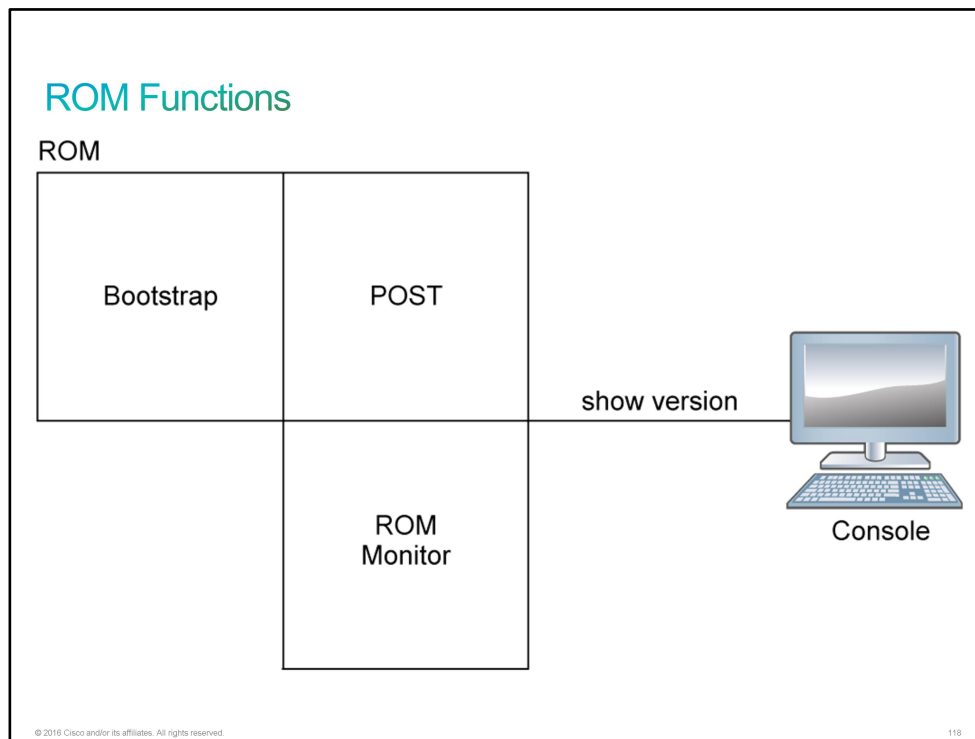 ROM Functions
ROM
Bootstrap
POST
show version
ROM
Monitor
Console
© 2016 Cisco and/or its affiliates. All rights reserved.
118